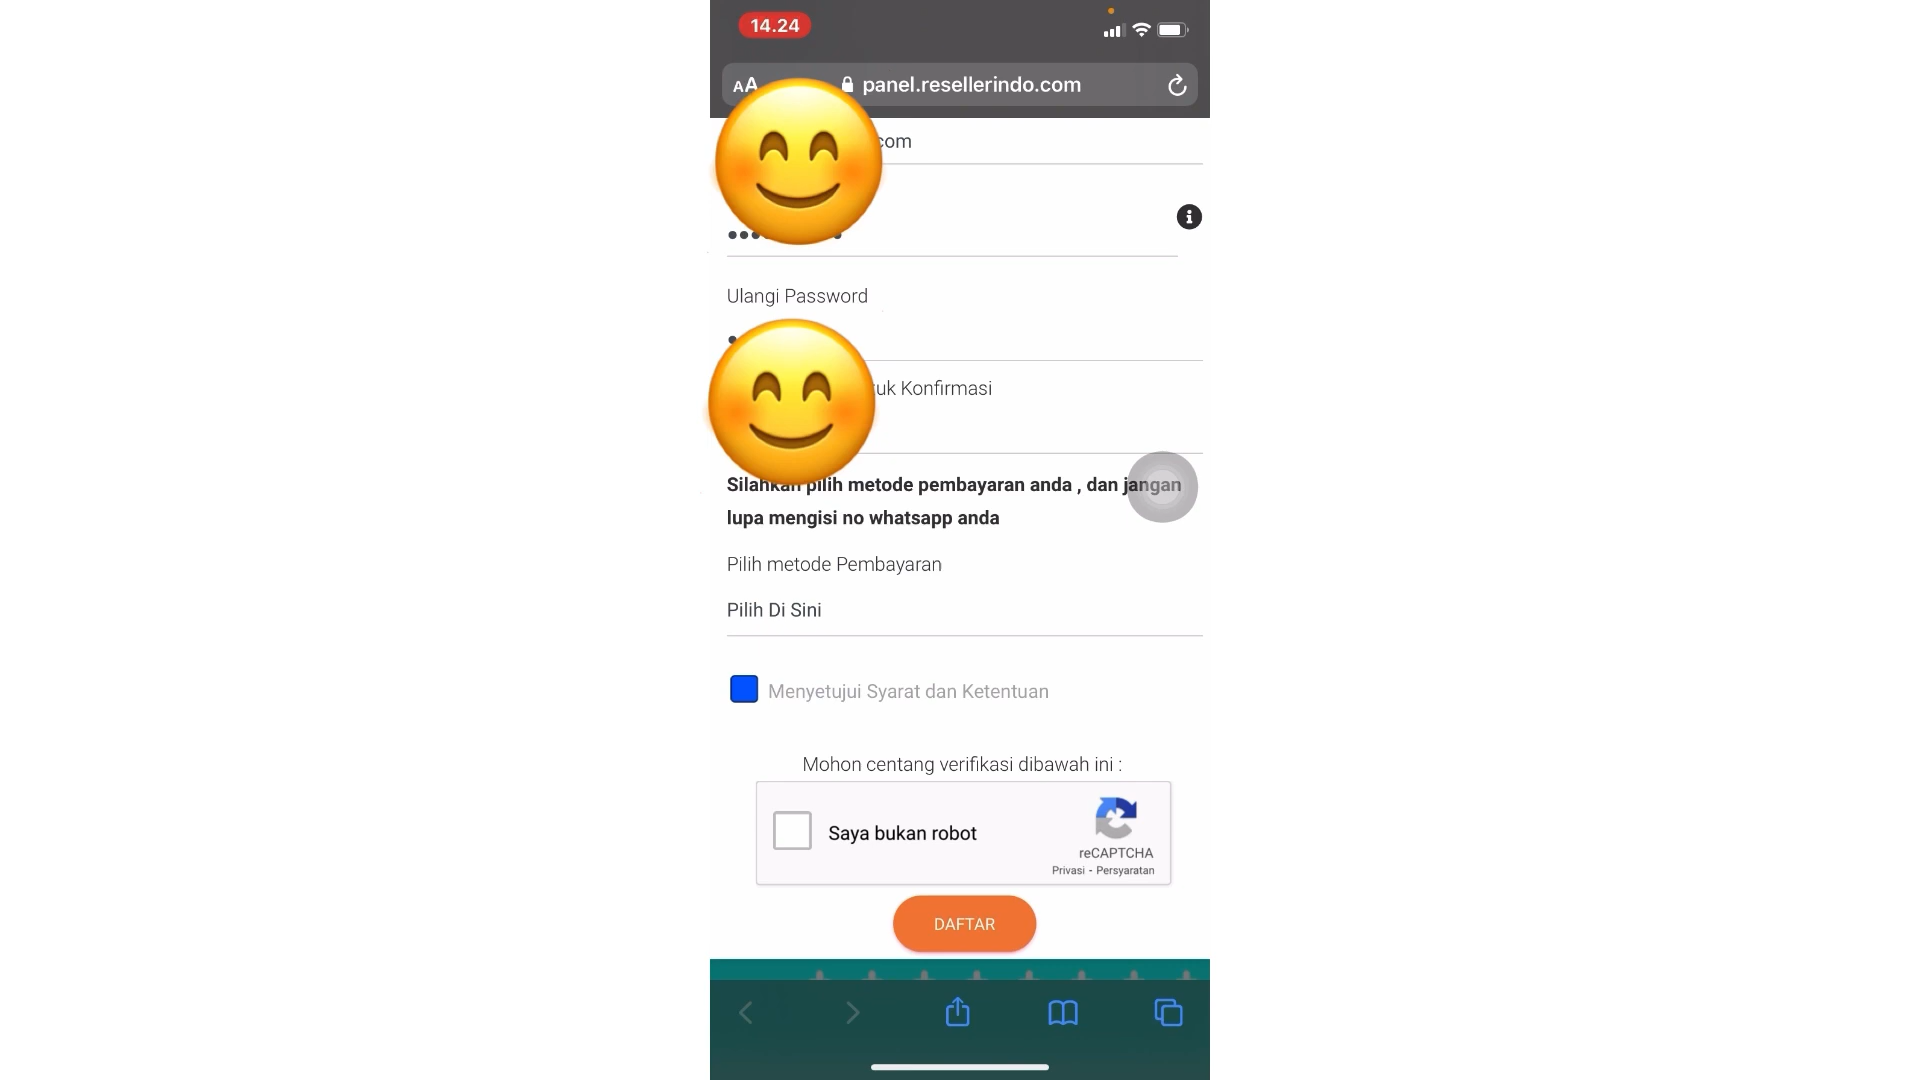 14.24
AA panel.resellerindo.com
com
Ulangi Password
uk Konfirmasi
Silahkan pilih metode pembayaran anda , dan jangan
lupa mengisi no whatsapp anda
Pilih metode Pembayaran
Pilih Di Sini
Menyetujui Syarat dan Ketentuan
Mohon centang verifikasi dibawah ini :
Saya bukan robot
reCAPTCHA
Privasi - Persyaratan
DAFTAR